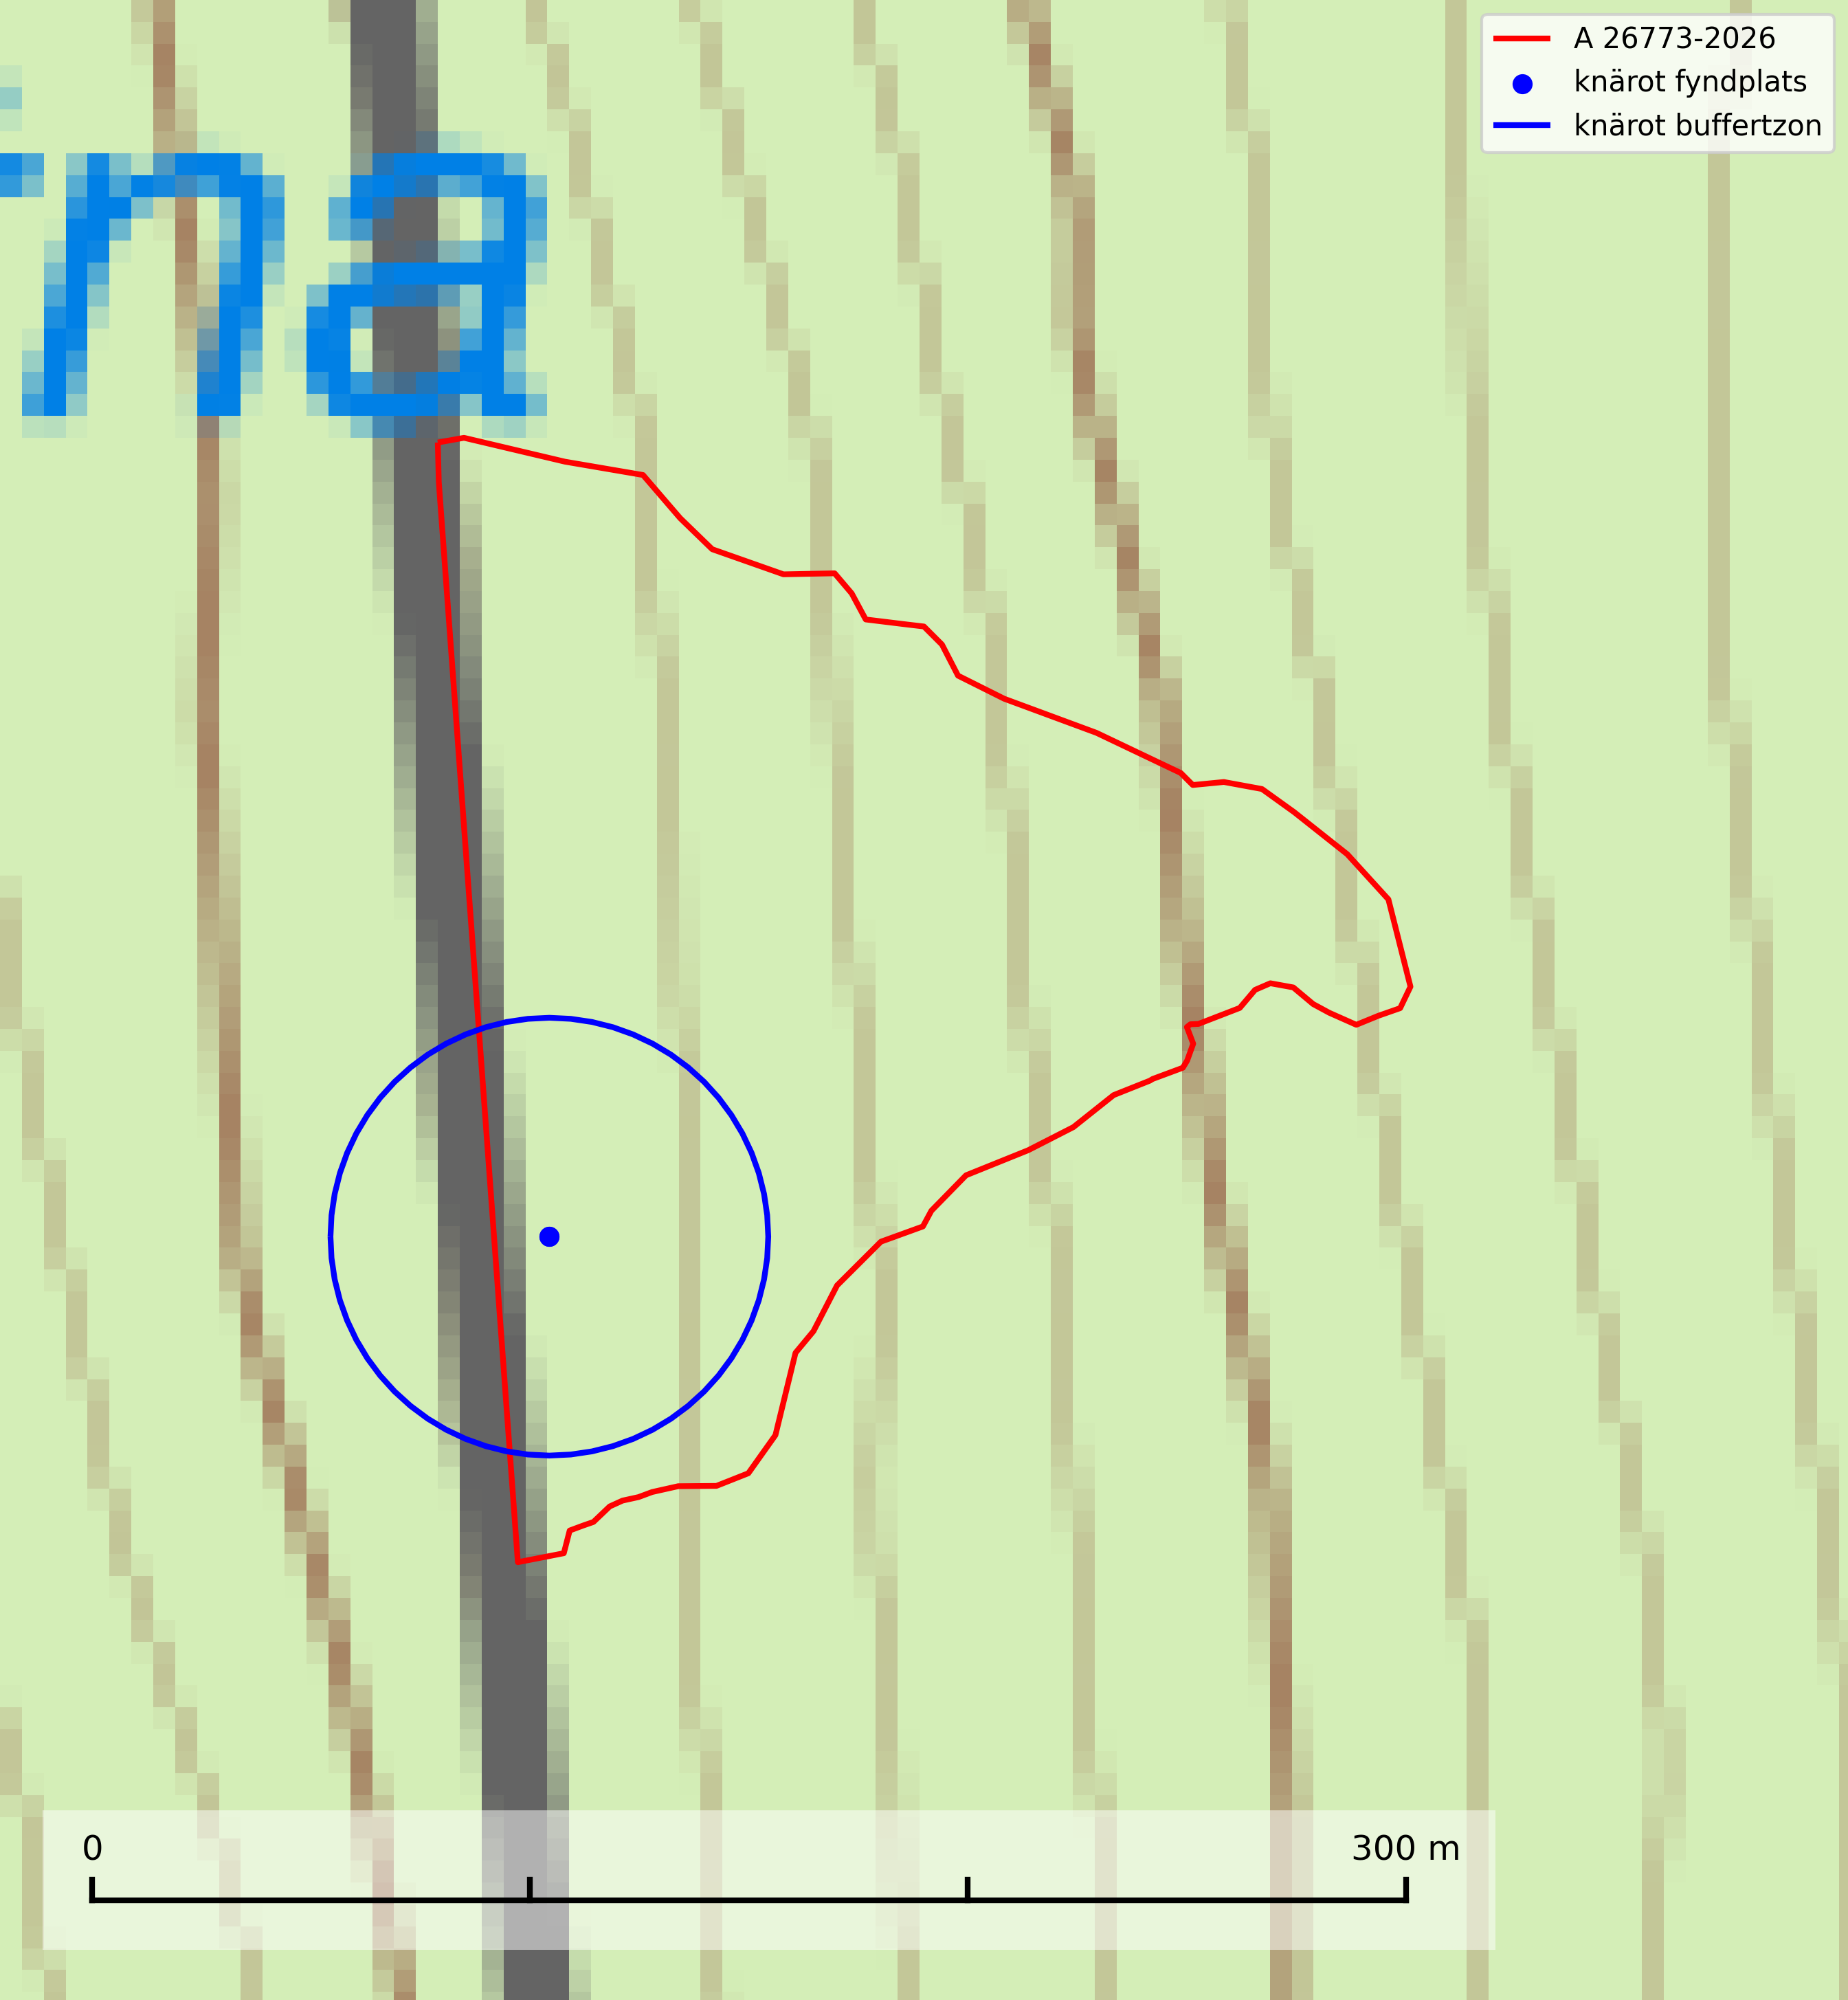 A 26773-2026
knärot fyndplats
knärot buffertzon
na
0 300 m